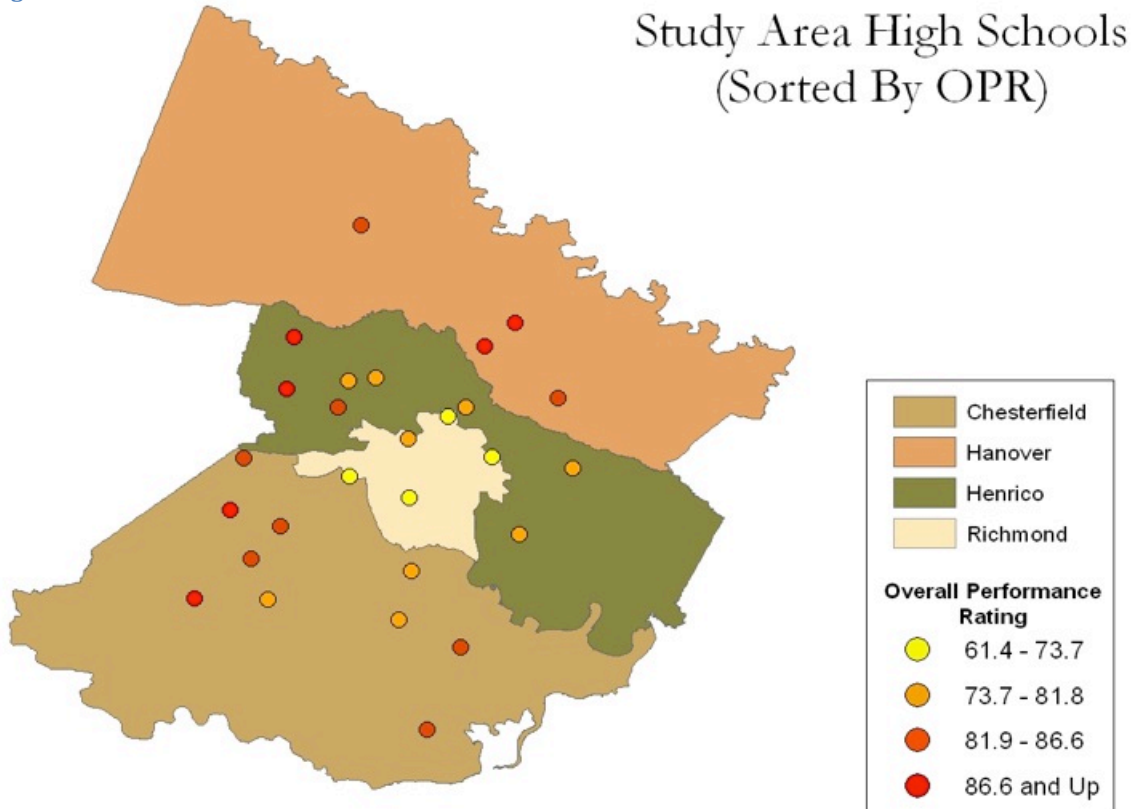 Study Area High Schools
(Sorted By OPR)
Chesterfield
Hanover
Henrico
Richmond
Overall Performance
Rating
61.4 - 73.7
73.7 - 81.8
81.9 - 86.6
86.6 and Up